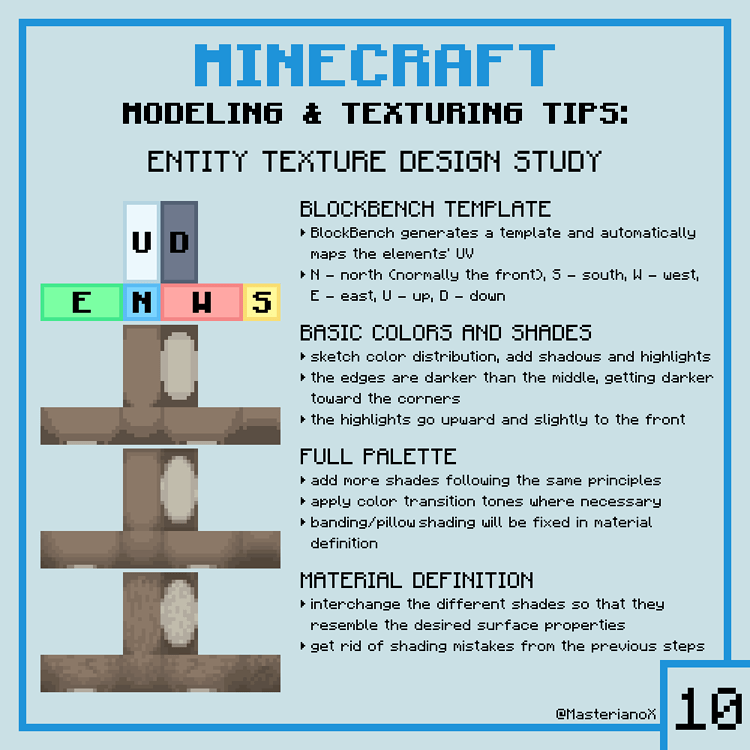 MINECRAFT
MODELING & TEXTURING TIPS:
ENTITY TEXTURE DESIGN STUDY
U D
E N W S
BLOCKBENCH TEMPLATE
BlockBench generates a template and automatically
maps the elements' UV
N - north (normally the front), S - south, W - west,
E - east, U - up, D - down
BASIC COLORS AND SHADES
sketch color distribution, add shadows and highlights
the edges are darker than the middle, getting darker
toward the corners
the highlights go upward and slightly to the front
FULL PALETTE
add more shades following the same principles
apply color transition tones where necessary
banding/pillow shading will be fixed in material
definition
MATERIAL DEFINITION
interchange the different shades so that they
resemble the desired surface properties
get rid of shading mistakes from the previous steps
@MasterianoX
10